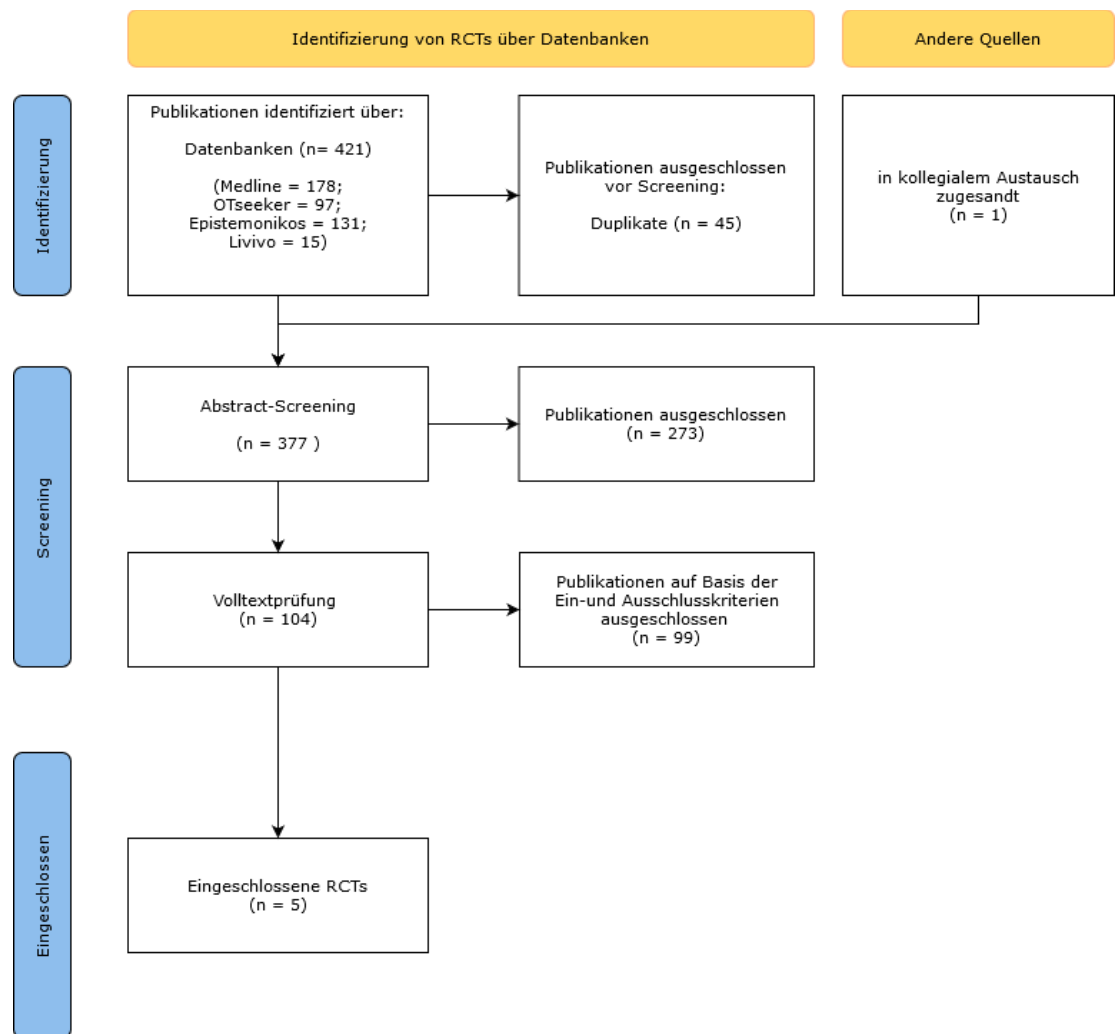 Identifizierung von RCTs über Datenbanken
Andere Quellen
Identifizierung
Publikationen identifiziert über:
Datenbanken (n= 421)
(Medline = 178;
OTseeker = 97;
Epistemonikos = 131;
Livivo = 15)
Publikationen ausgeschlossen
vor Screening:
Duplikate (n = 45)
in kollegialem Austausch
zugesandt
(n = 1)
Screening
Abstract-Screening
(n = 377 )
Publikationen ausgeschlossen
(n = 273)
Volltextprüfung
(n = 104)
Publikationen auf Basis der
Ein-und Ausschlusskriterien
ausgeschlossen
(n = 99)
Eingeschlossen
Eingeschlossene RCTs
(n = 5)